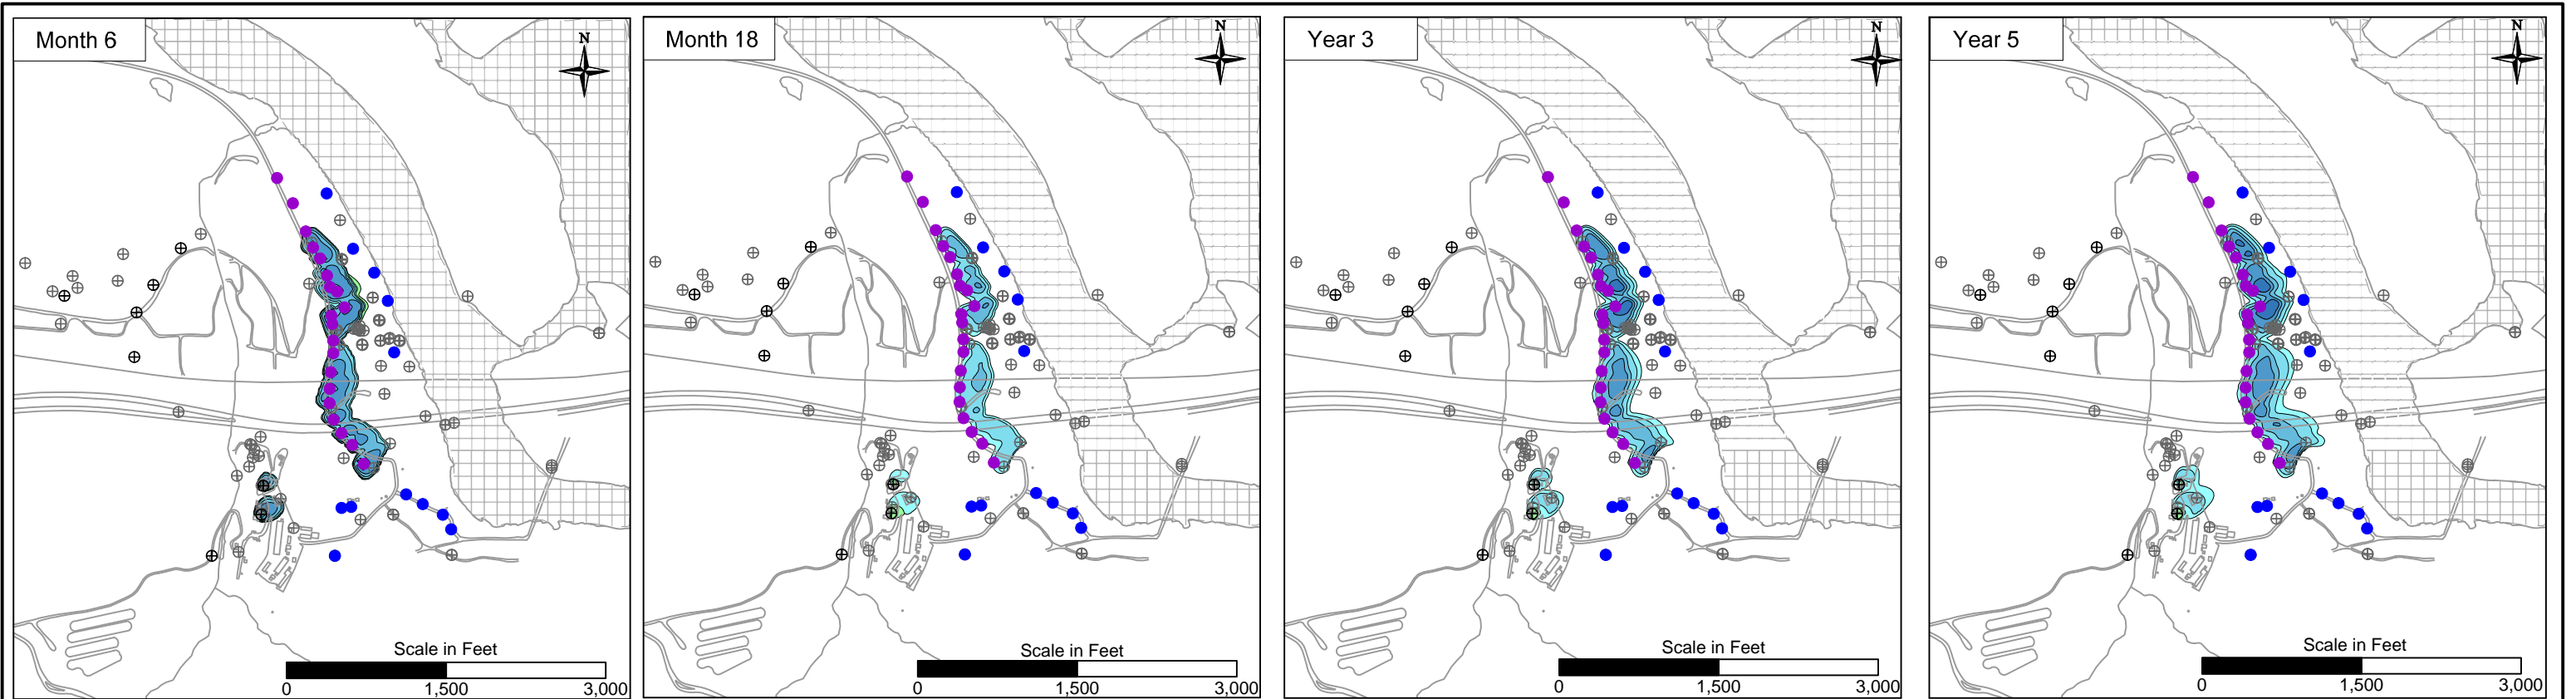 Month 6
N
Scale in Feet
0 1,500 3,000
Month 18
N
Scale in Feet
0 1,500 3,000
Year 3
N
Scale in Feet
0 1,500 3,000
Year 5
N
Scale in Feet
0 1,500 3,000